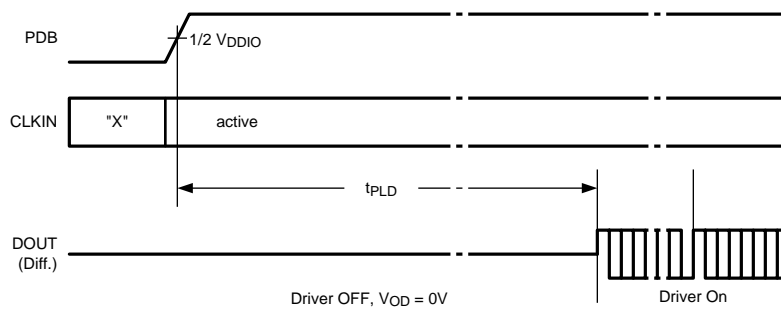 PDB
1/2 VDDIO
CLKIN
"X"
active
tPLD
DOUT
(Diff.)
Driver OFF, VOD = 0V
Driver On